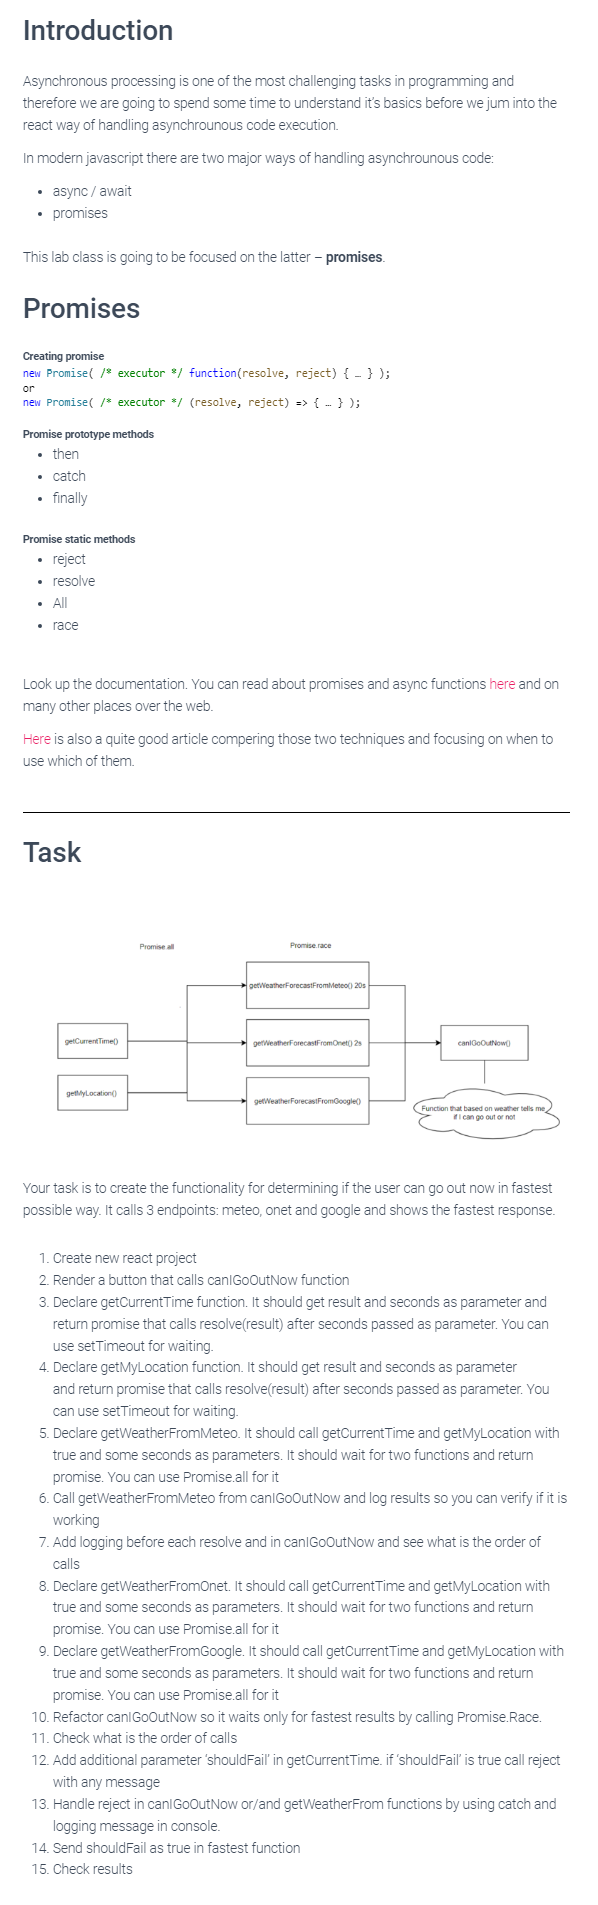 Introduction
Asynchronous processing is one of the most challenging tasks in programming and
therefore we are going to spend some time to understand it's basics before we jum into the
react way of handling asynchrounous code execution.
In modern javascript there are two major ways of handling asynchrounous code:
• async / await
• promises
This lab class is going to be focused on the latter – promises.
Promises
Creating promise
new Promise( /* executor */ function(resolve, reject) { … } );
or
new Promise( /* executor */ (resolve, reject) => { … } );
Promise prototype methods
• then
• catch
• finally
Promise static methods
• reject
• resolve
• All
• race
Look up the documentation. You can read about promises and async functions here and on
many other places over the web.
Here is also a quite good article compering those two techniques and focusing on when to
use which of them.
Task
Promise.all
Promise.race
getWeatherForecastFromMeteo() 20s
getCurrentTime()
getWeatherForecastFromOnet() 2s
canIGoOutNow()
getMyLocation()
getWeatherForecastFromGoogle()
Function that based on weather tells me
if I can go out or not
Your task is to create the functionality for determining if the user can go out now in fastest
possible way. It calls 3 endpoints: meteo, onet and google and shows the fastest response.
1. Create new react project
2. Render a button that calls canIGoOutNow function
3. Declare getCurrentTime function. It should get result and seconds as parameter and
return promise that calls resolve(result) after seconds passed as parameter. You can
use setTimeout for waiting.
4. Declare getMyLocation function. It should get result and seconds as parameter
and return promise that calls resolve(result) after seconds passed as parameter. You
can use setTimeout for waiting.
5. Declare getWeatherFromMeteo. It should call getCurrentTime and getMyLocation with
true and some seconds as parameters. It should wait for two functions and return
promise. You can use Promise.all for it
6. Call getWeatherFromMeteo from canIGoOutNow and log results so you can verify if it is
working
7. Add logging before each resolve and in canIGoOutNow and see what is the order of
calls
8. Declare getWeatherFromOnet. It should call getCurrentTime and getMyLocation with
true and some seconds as parameters. It should wait for two functions and return
promise. You can use Promise.all for it
9. Declare getWeatherFromGoogle. It should call getCurrentTime and getMyLocation with
true and some seconds as parameters. It should wait for two functions and return
promise. You can use Promise.all for it
10. Refactor canIGoOutNow so it waits only for fastest results by calling Promise.Race.
11. Check what is the order of calls
12. Add additional parameter 'shouldFail' in getCurrentTime. if 'shouldFail' is true call reject
with any message
13. Handle reject in canIGoOutNow or/and getWeatherFrom functions by using catch and
logging message in console.
14. Send shouldFail as true in fastest function
15. Check results